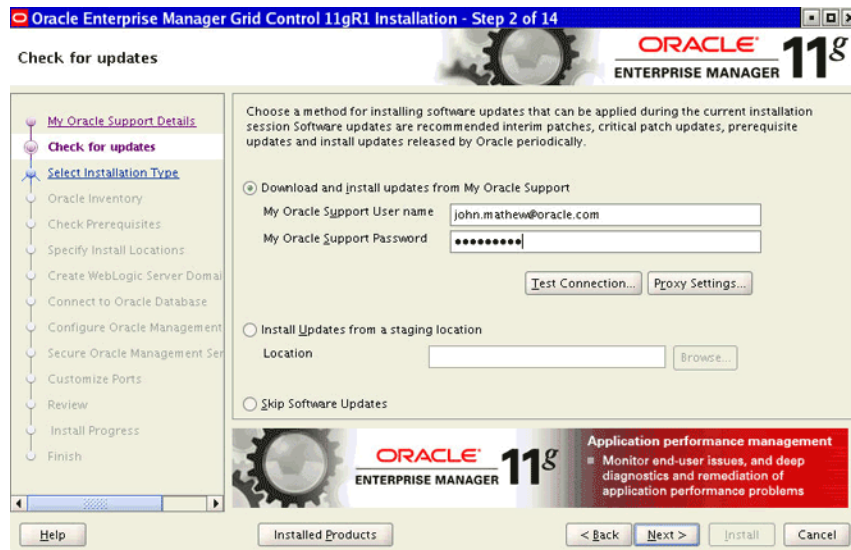 Oracle Enterprise Manager Grid Control 11gR1 Installation - Step 2 of 14
Check for updates
ORACLE
ENTERPRISE MANAGER 11g
My Oracle Support Details
Check for updates
Select Installation Type
Oracle Inventory
Check Prerequisites
Specify Install Locations
Create WebLogic Server Domai
Connect to Oracle Database
Configure Oracle Management
Secure Oracle Management Ser
Customize Ports
Review
Install Progress
Finish
Choose a method for installing software updates that can be applied during the current installation
session Software updates are recommended interim patches, critical patch updates, prerequisite
updates and install updates released by Oracle periodically.
Download and install updates from My Oracle Support
My Oracle Support User name john.mathew@oracle.com
My Oracle Support Password •••••••••
Test Connection... Proxy Settings...
Install Updates from a staging location
Location Browse...
Skip Software Updates
ORACLE
ENTERPRISE MANAGER 11g
Application performance management
Monitor end-user issues, and deep
diagnostics and remediation of
application performance problems
Help Installed Products < Back Next > Install Cancel